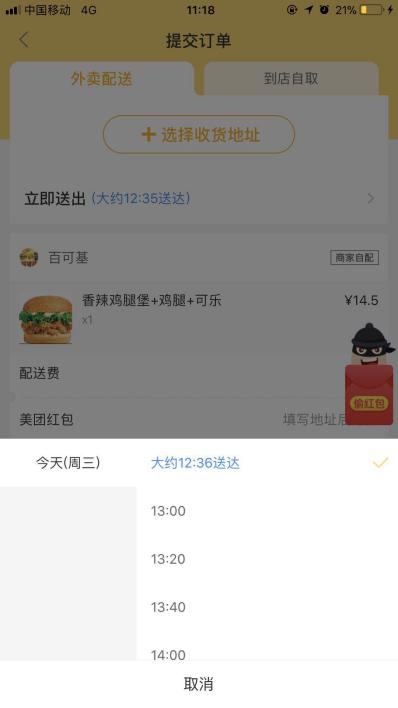 中国移动 4G 11:18 21%
提交订单
外卖配送 到店自取
选择收货地址
立即送出 (大约12:35送达)
百可基 商家自配
香辣鸡腿堡+鸡腿+可乐 ¥14.5
x1
配送费
偷红包
美团红包 填写地址后
今天(周三) 大约12:36送达
13:00
13:20
13:40
14:00
取消